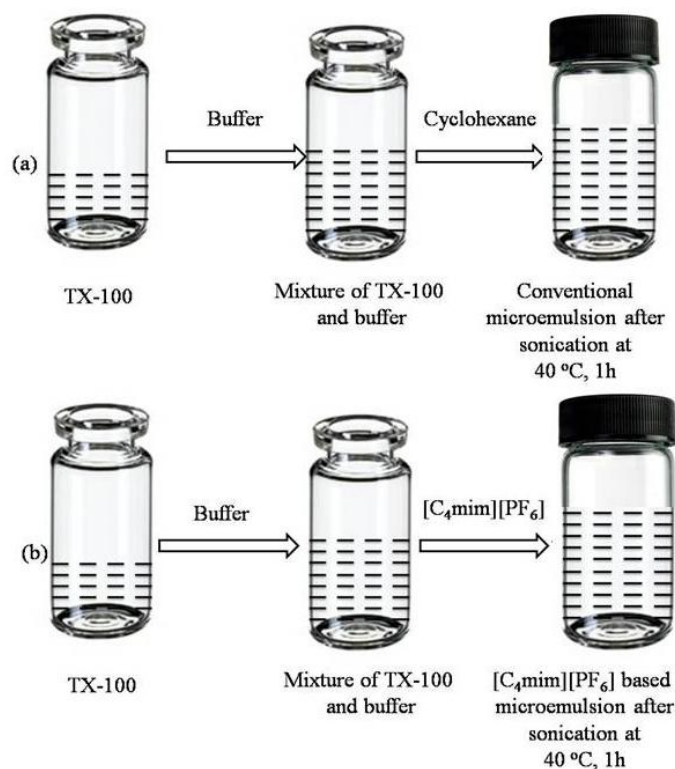 (a)
Buffer
Cyclohexane
TX-100
Mixture of TX-100
and buffer
Conventional
microemulsion after
sonication at
40 °C, 1h
(b)
Buffer
[C₄mim][PF₆]
TX-100
Mixture of TX-100
and buffer
[C₄mim][PF₆] based
microemulsion after
sonication at
40 °C, 1h